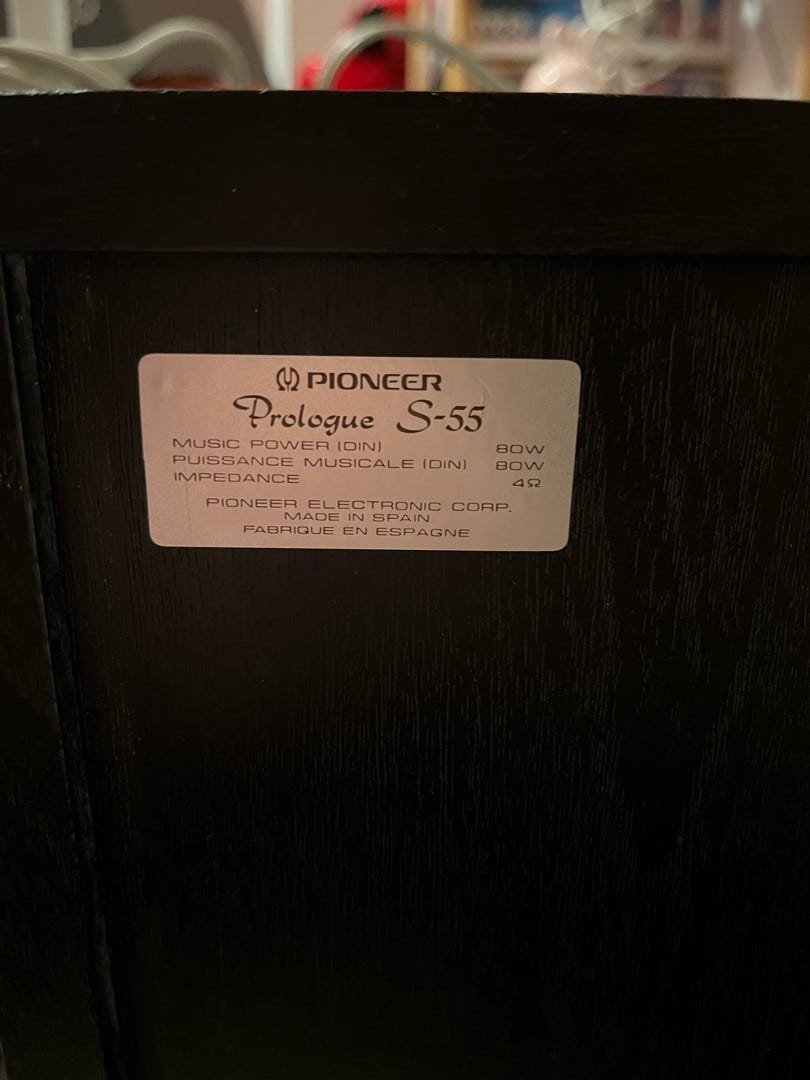 PIONEER
Prologue S-55
MUSIC POWER (DIN) 80W
PUISSANCE MUSICALE (DIN) 80W
IMPEDANCE 4Ω
PIONEER ELECTRONIC CORP.
MADE IN SPAIN
FABRIQUE EN ESPAGNE